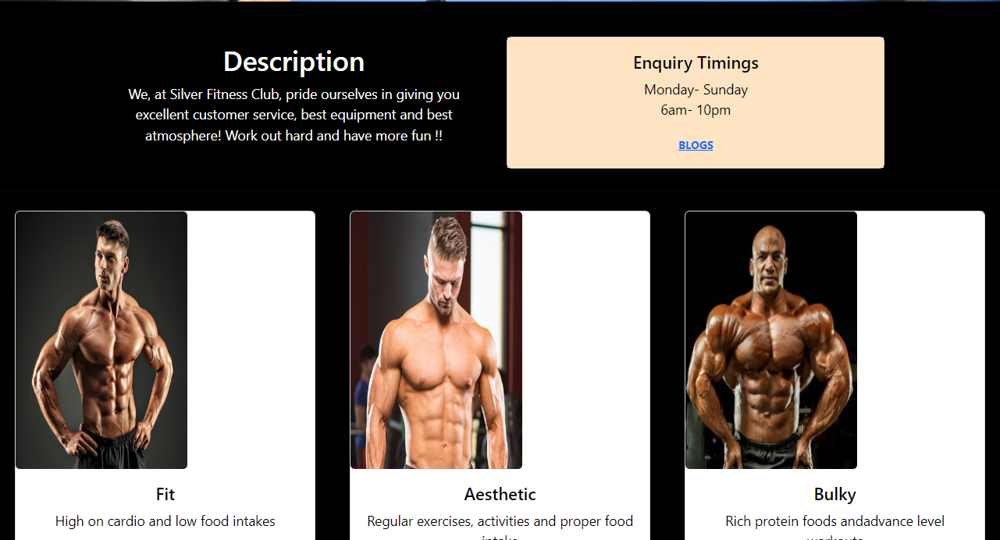 Description
We, at Silver Fitness Club, pride ourselves in giving you
excellent customer service, best equipment and best
atmosphere! Work out hard and have more fun !!
Enquiry Timings
Monday- Sunday
6am- 10pm
BLOGS
Fit
High on cardio and low food intakes
Aesthetic
Regular exercises, activities and proper food
intake
Bulky
Rich protein foods andadvance level
workouts